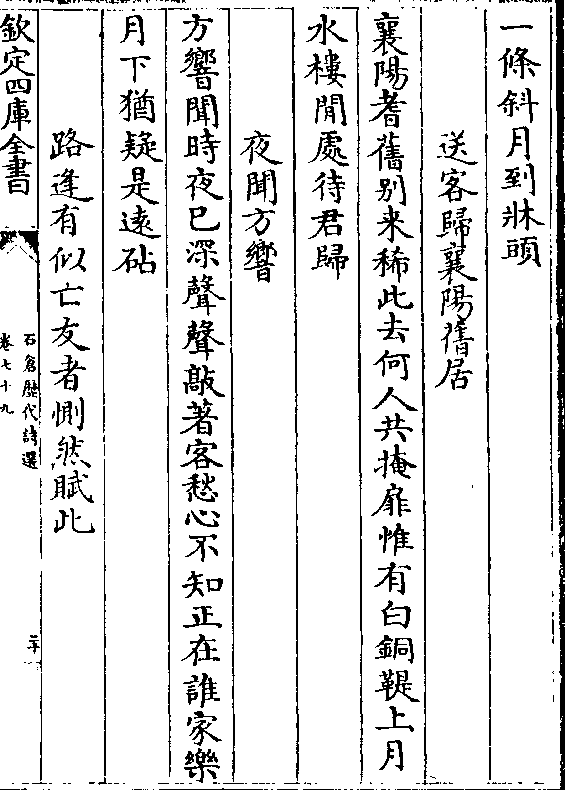 一條斜月到牀頭
送客歸襄陽舊居
襄陽耆舊别来稀此去何人共掩扉惟有白銅鞮上月
水樓閒處待君歸
夜聞方響
方響聞時夜已深聲聲敲著客愁心不知正在誰家樂
月下猶疑是遠砧
路逢有似亡友者惻然賦此
欽定四庫全書
石倉歴代詩選
卷七十九
二十